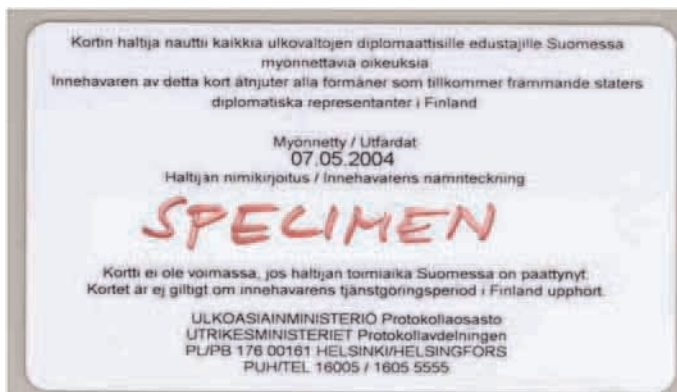 Kortin haltija nauttii kaikkia ulkovaltojen diplomaattisille edustajille Suomessa
myönnettäviä oikeuksia
Innehavaren av detta kort åtnjuter alla förmåner som tillkommer främmande staters
diplomatiska representanter i Finland
Myönnetty / Utfärdat
07.05.2004
Haltijan nimikirjoitus / Innehavarens namnteckning
SPECIMEN
Kortti ei ole voimassa, jos haltijan toimiaika Suomessa on päättynyt.
Kortet är ej giltigt om innehavarens tjänstgöringsperiod i Finland upphört.
ULKOASIAINMINISTERIÖ Protokollaosasto
UTRIKESMINISTERIET Protokollavdelningen
PL/PB 176 00161 HELSINKI/HELSINGFORS
PUH/TEL 16005 / 1605 5555